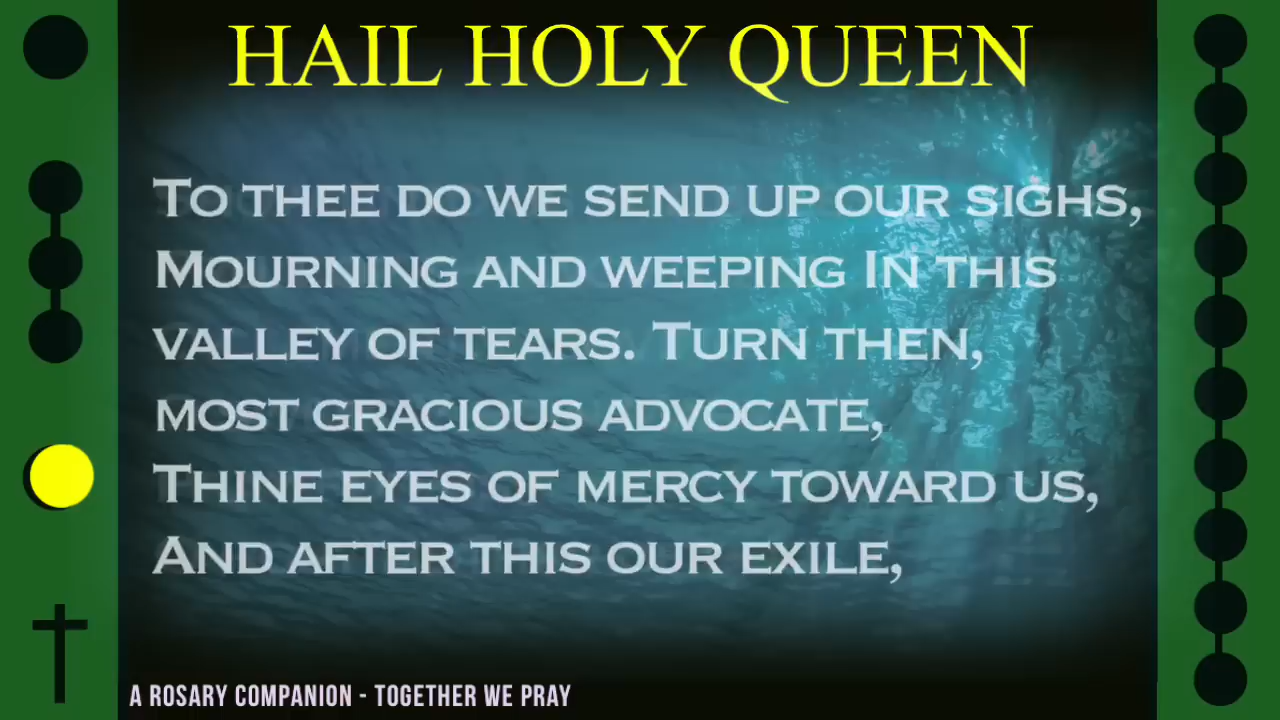 HAIL HOLY QUEEN
TO THEE DO WE SEND UP OUR SIGHS,
MOURNING AND WEEPING IN THIS
VALLEY OF TEARS. TURN THEN,
MOST GRACIOUS ADVOCATE,
THINE EYES OF MERCY TOWARD US,
AND AFTER THIS OUR EXILE,
A ROSARY COMPANION - TOGETHER WE PRAY